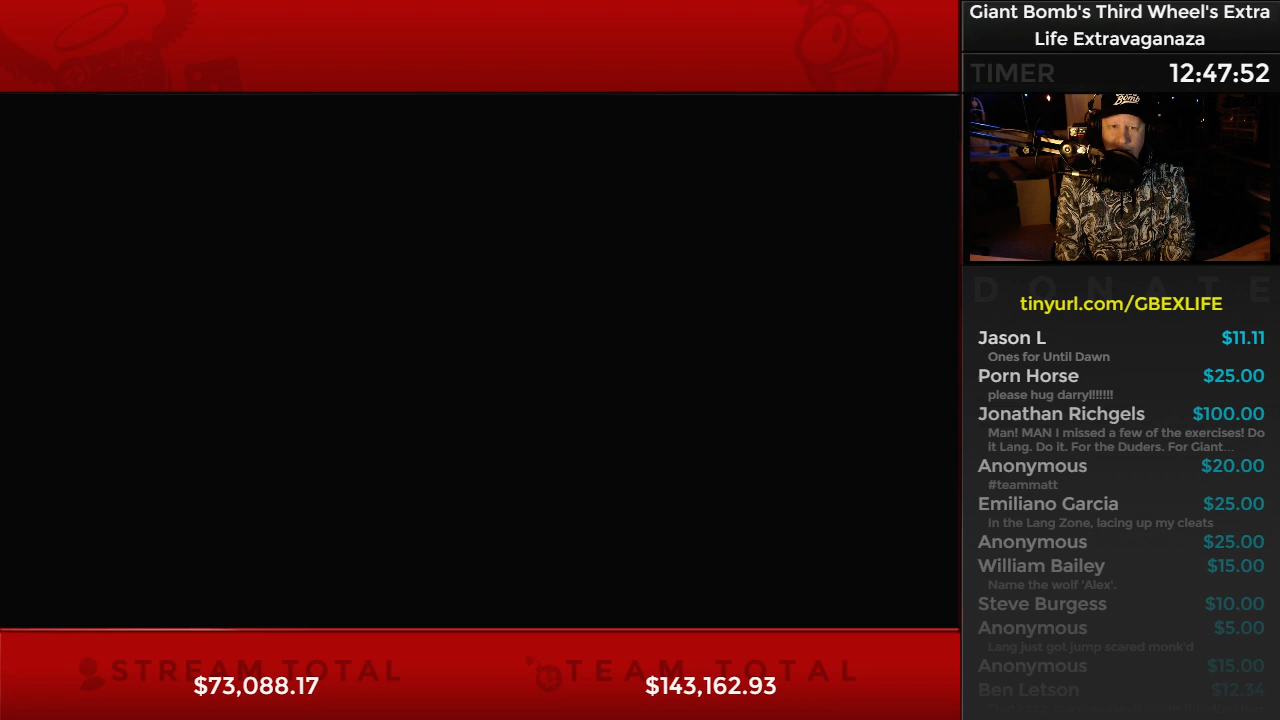 Giant Bomb's Third Wheel's Extra
Life Extravaganaza
TIMER
12:47:52
Bomb
DONATE
tinyurl.com/GBEXLIFE
Jason L $11.11
Ones for Until Dawn
Porn Horse $25.00
please hug darryl!!!!!!
Jonathan Richgels $100.00
Man! MAN I missed a few of the exercises! Do
it Lang. Do it. For the Duders. For Giant...
Anonymous $20.00
#teammatt
Emiliano Garcia $25.00
In the Lang Zone, lacing up my cleats
Anonymous $25.00
William Bailey $15.00
Name the wolf 'Alex'.
Steve Burgess $10.00
Anonymous $5.00
Lang just got jump scared monk'd
Anonymous $15.00
Ben Letson $12.34
STREAM TOTAL
$73,088.17
TEAM TOTAL
$143,162.93